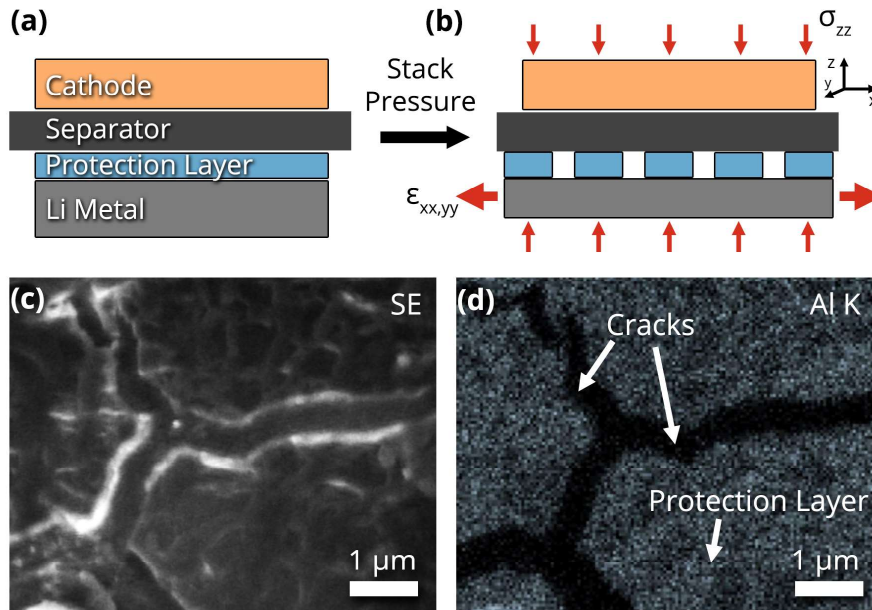 (a)
Cathode
Separator
Protection Layer
Li Metal
Stack
Pressure
(b)
σzz
z
y
x
εxx,yy
(c)
SE
1 μm
(d)
Al K
Cracks
Protection Layer
1 μm